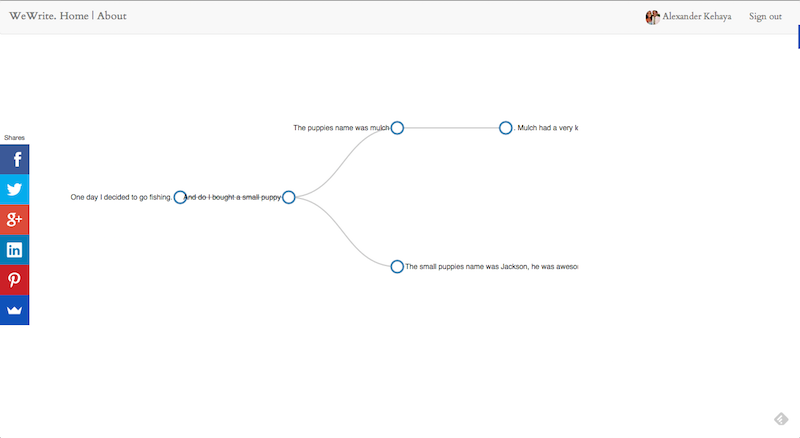 WeWrite. Home | About
Alexander Kehaya
Sign out
Shares
The puppies name was mulch
. Mulch had a very k
One day I decided to go fishing.
And do I bought a small puppy
The small puppies name was Jackson, he was aweso
f
g+
in